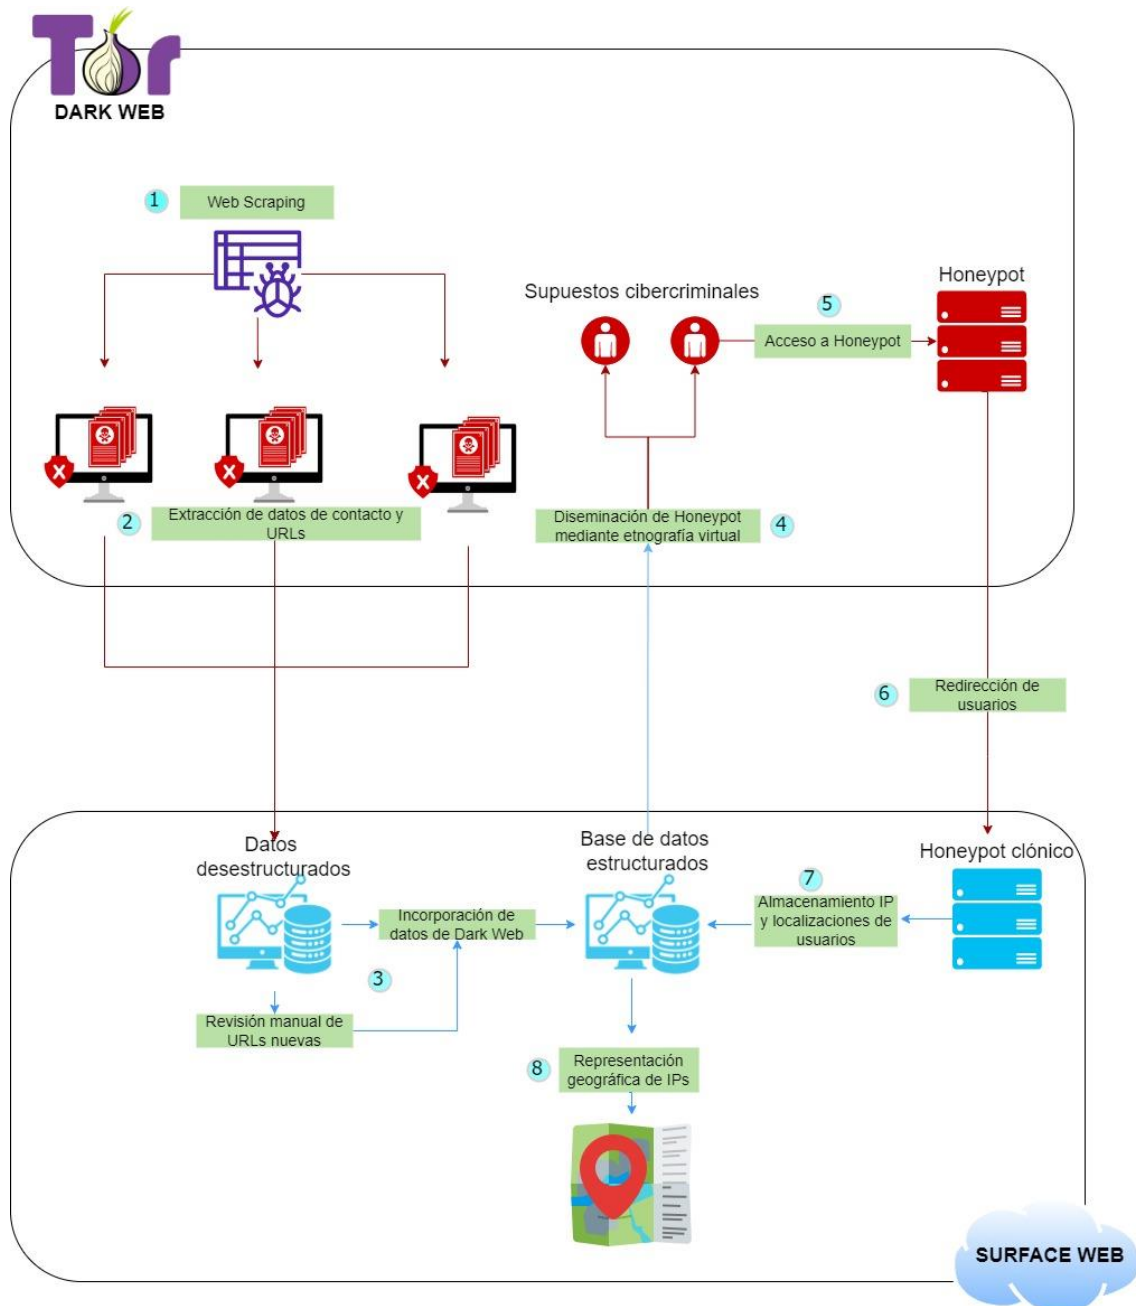 Tor
DARK WEB
1
Web Scraping
Supuestos cibercriminales
5
Acceso a Honeypot
Honeypot
2
Extracción de datos de contacto y
URLs
Diseminación de Honeypot
mediante etnografía virtual
4
6
Redirección de
usuarios
Datos
desestructurados
Base de datos
estructurados
Honeypot clónico
7
Almacenamiento IP
y localizaciones de
usuarios
Incorporación de
datos de Dark Web
3
Revisión manual de
URLs nuevas
8
Representación
geográfica de IPs
SURFACE WEB